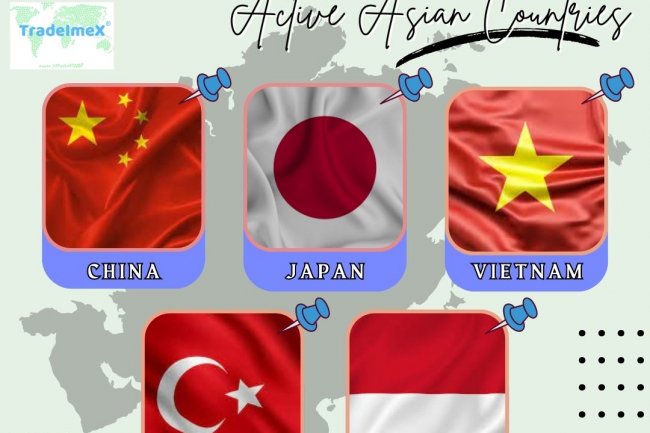 TradeImeX®
Active Asian Countries
CHINA
JAPAN
VIETNAM